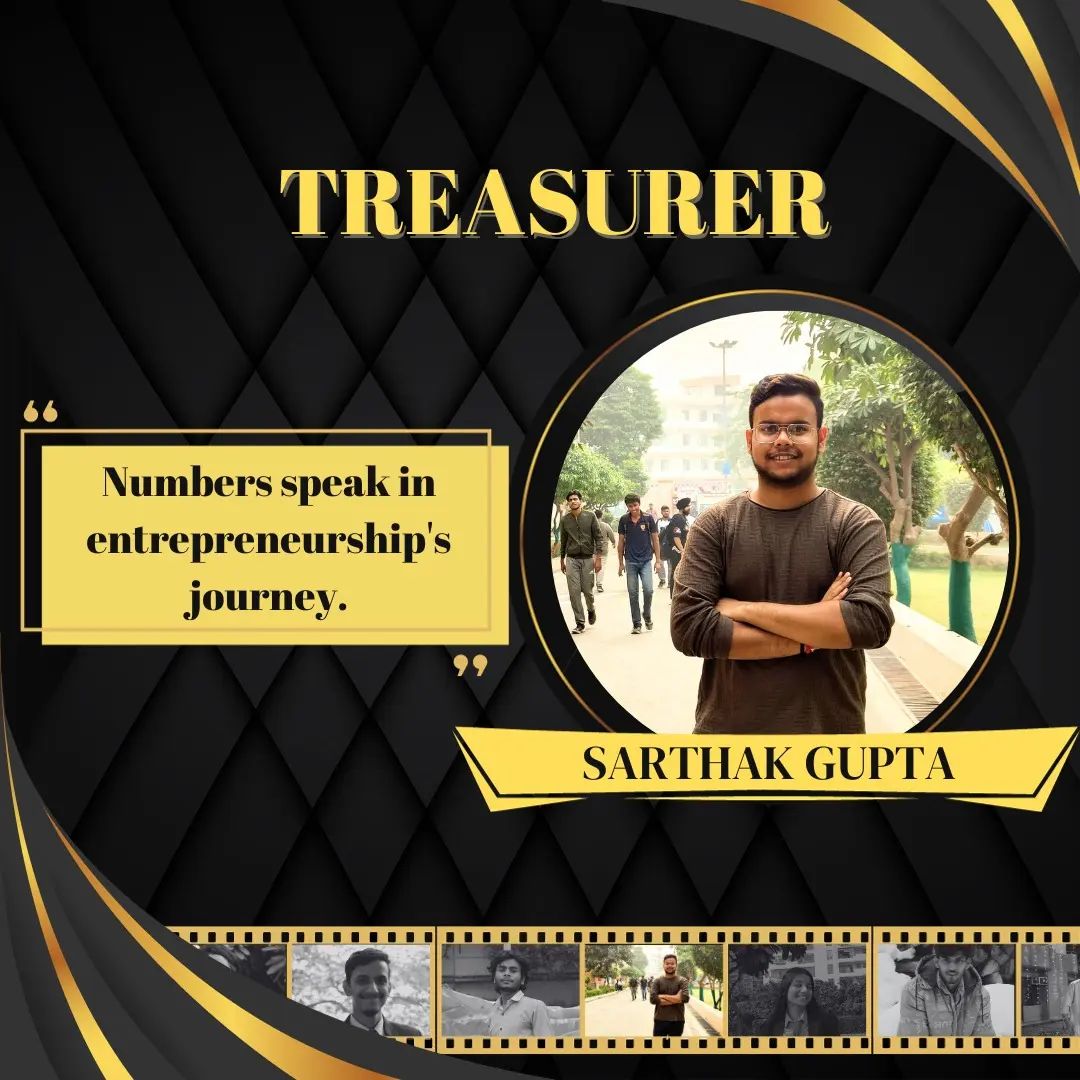 TREASURER
Numbers speak in
entrepreneurship's
journey.
SARTHAK GUPTA